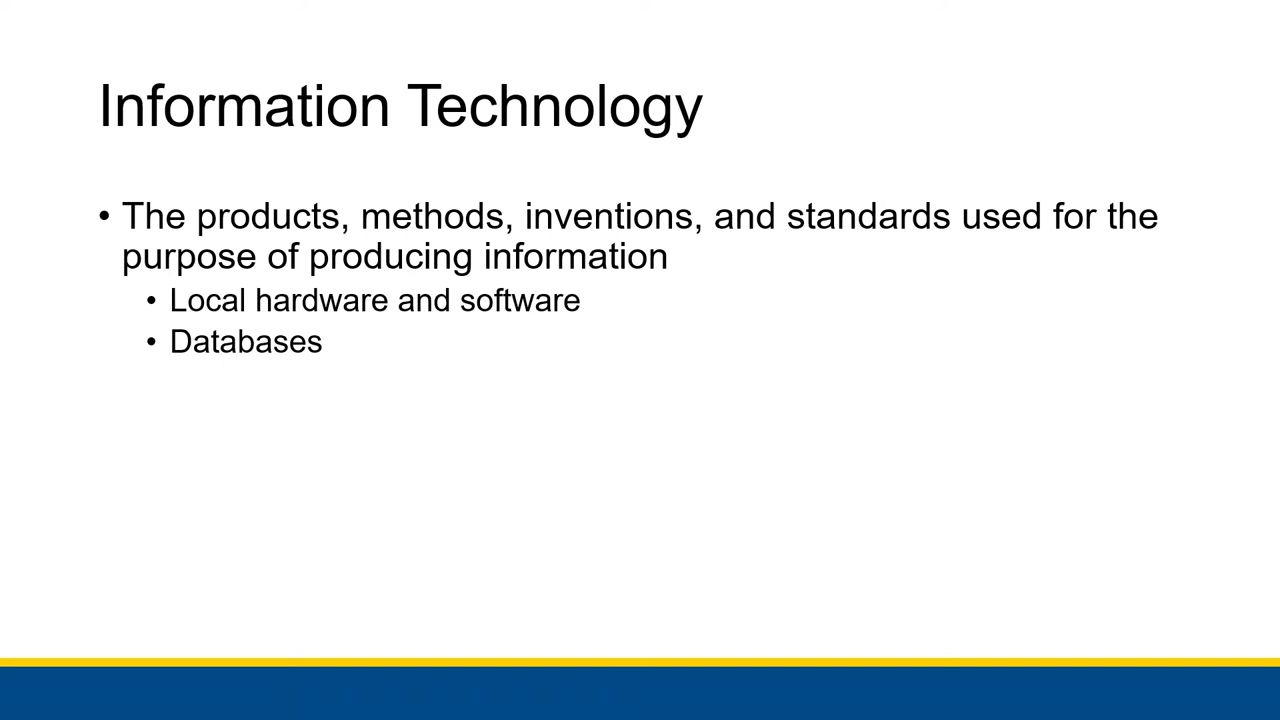 Information Technology
• The products, methods, inventions, and standards used for the
purpose of producing information
• Local hardware and software
• Databases